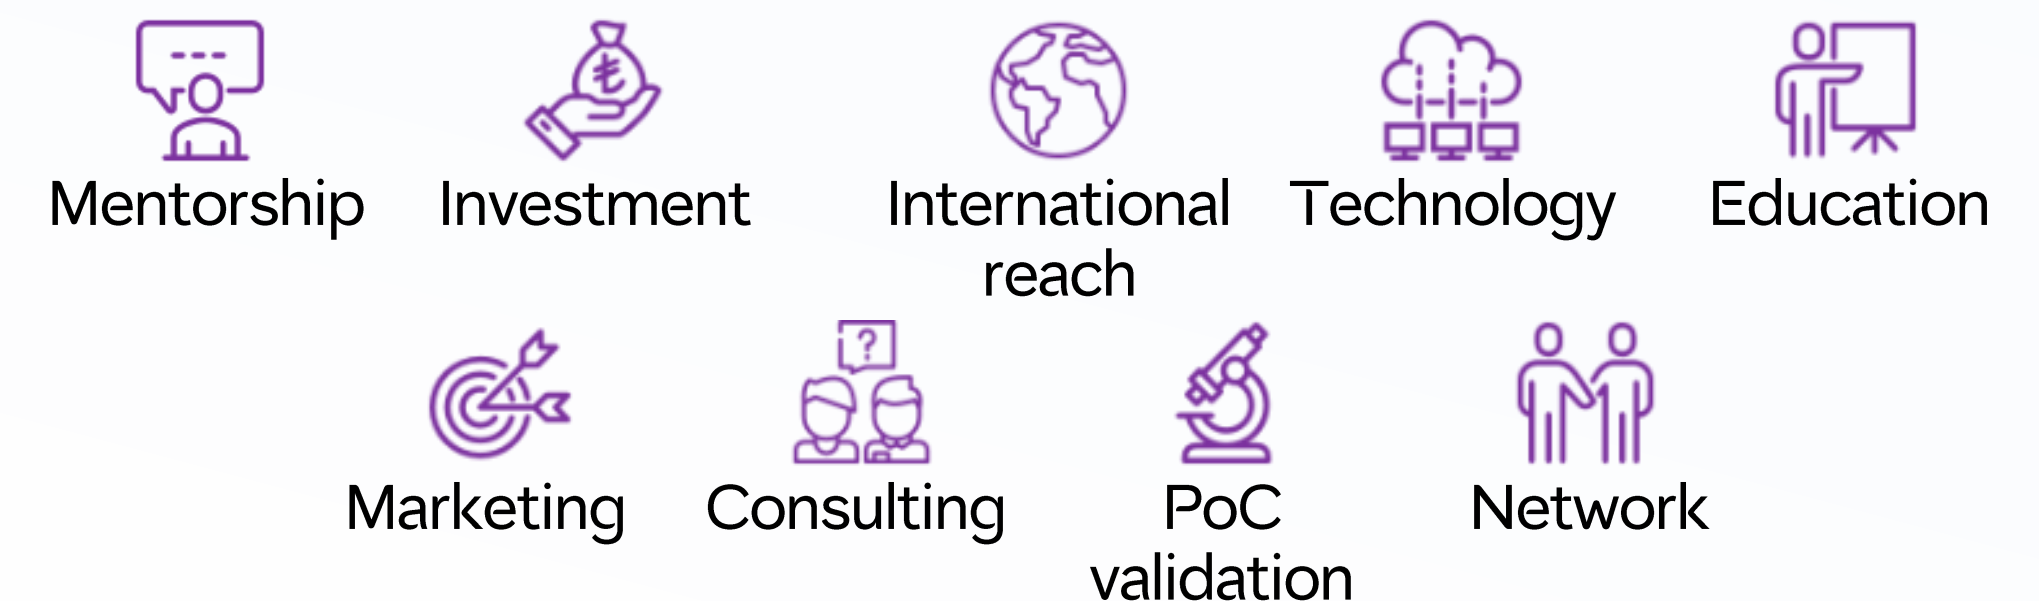 Mentorship
Investment
International
reach
Technology
Education
Marketing
Consulting
PoC
validation
Network